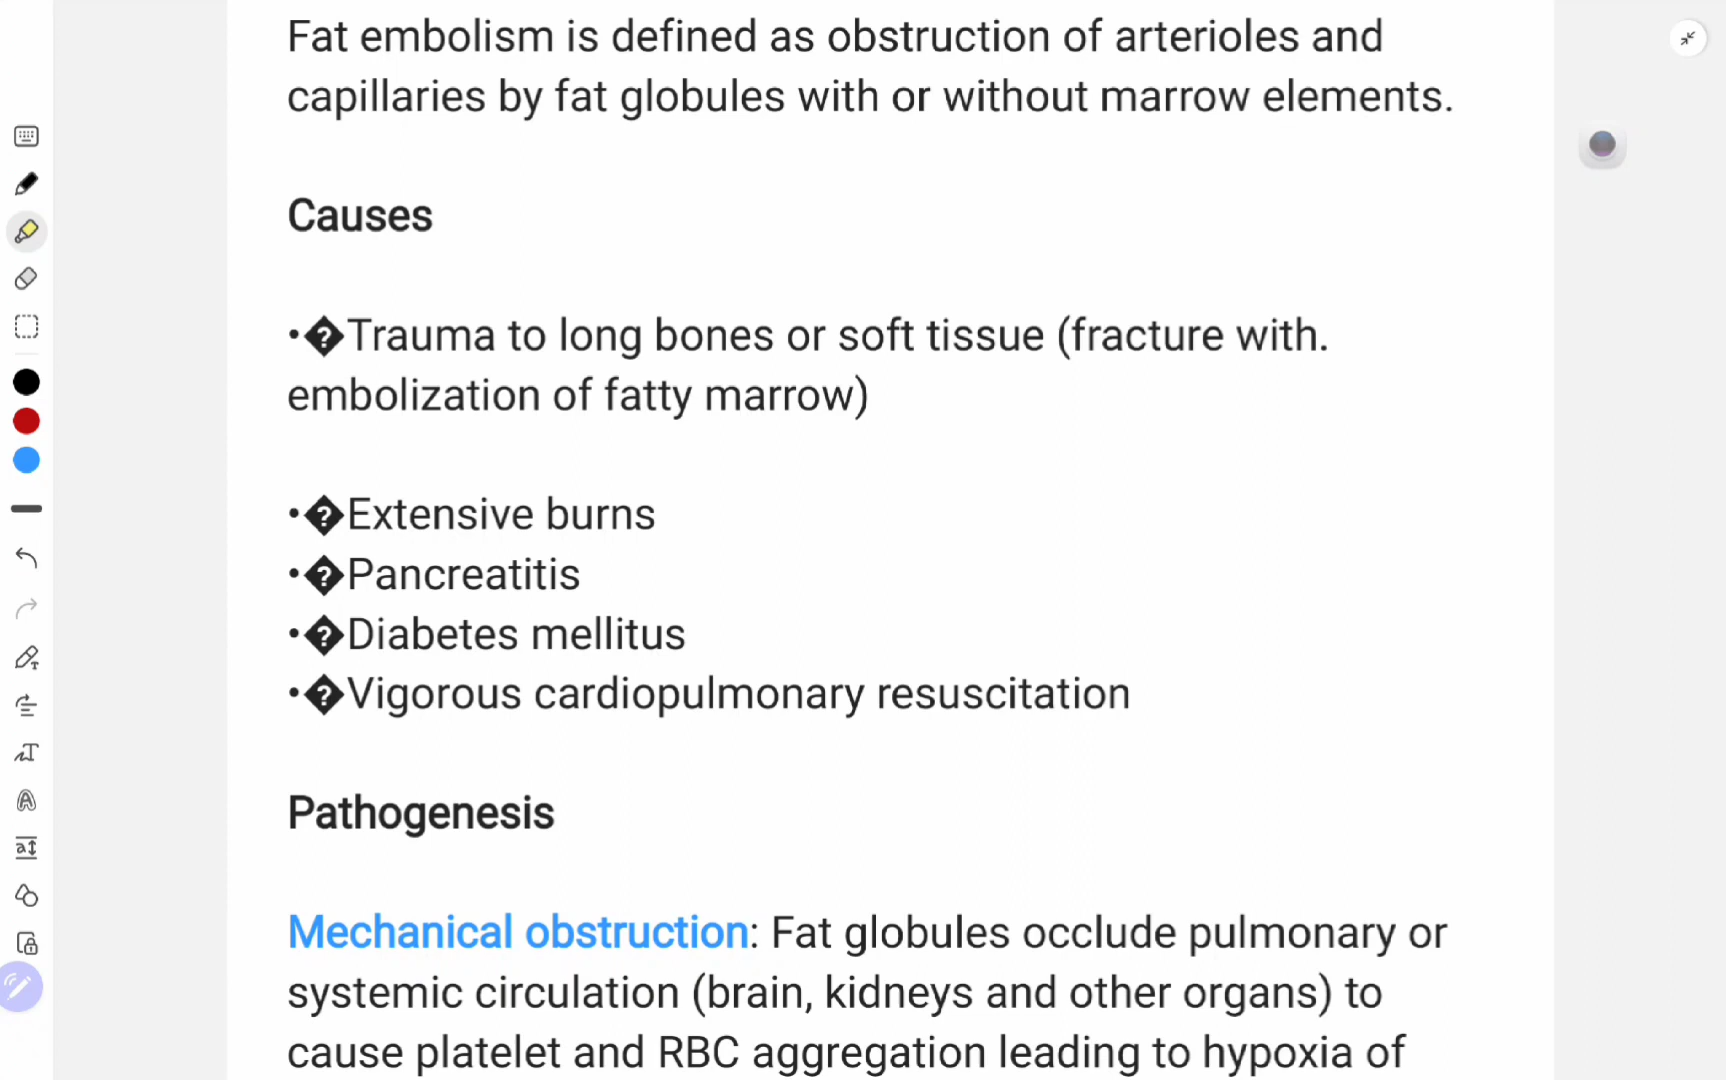 Fat embolism is defined as obstruction of arterioles and
capillaries by fat globules with or without marrow elements.
Causes
•�Trauma to long bones or soft tissue (fracture with.
embolization of fatty marrow)
•�Extensive burns
•�Pancreatitis
•�Diabetes mellitus
•�Vigorous cardiopulmonary resuscitation
Pathogenesis
Mechanical obstruction: Fat globules occlude pulmonary or
systemic circulation (brain, kidneys and other organs) to
cause platelet and RBC aggregation leading to hypoxia of